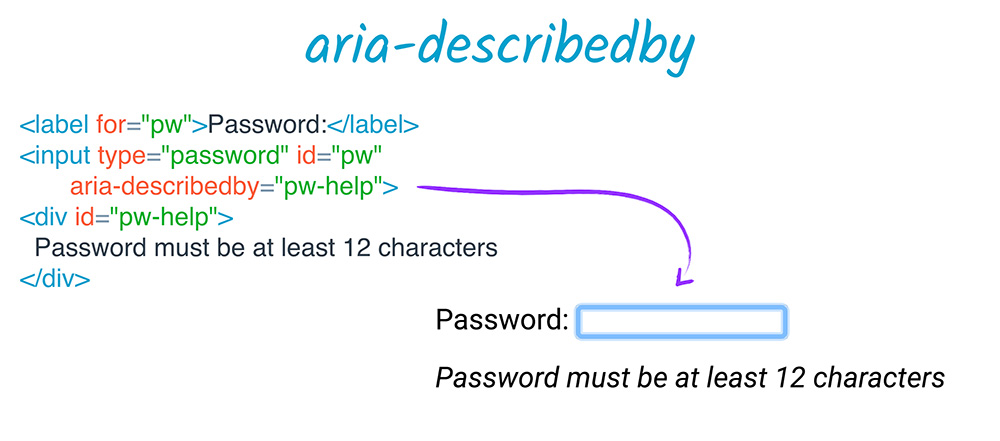 aria-describedby
<label for="pw">Password:</label>
<input type="password" id="pw"
aria-describedby="pw-help">
<div id="pw-help">
Password must be at least 12 characters
</div>
Password:
Password must be at least 12 characters